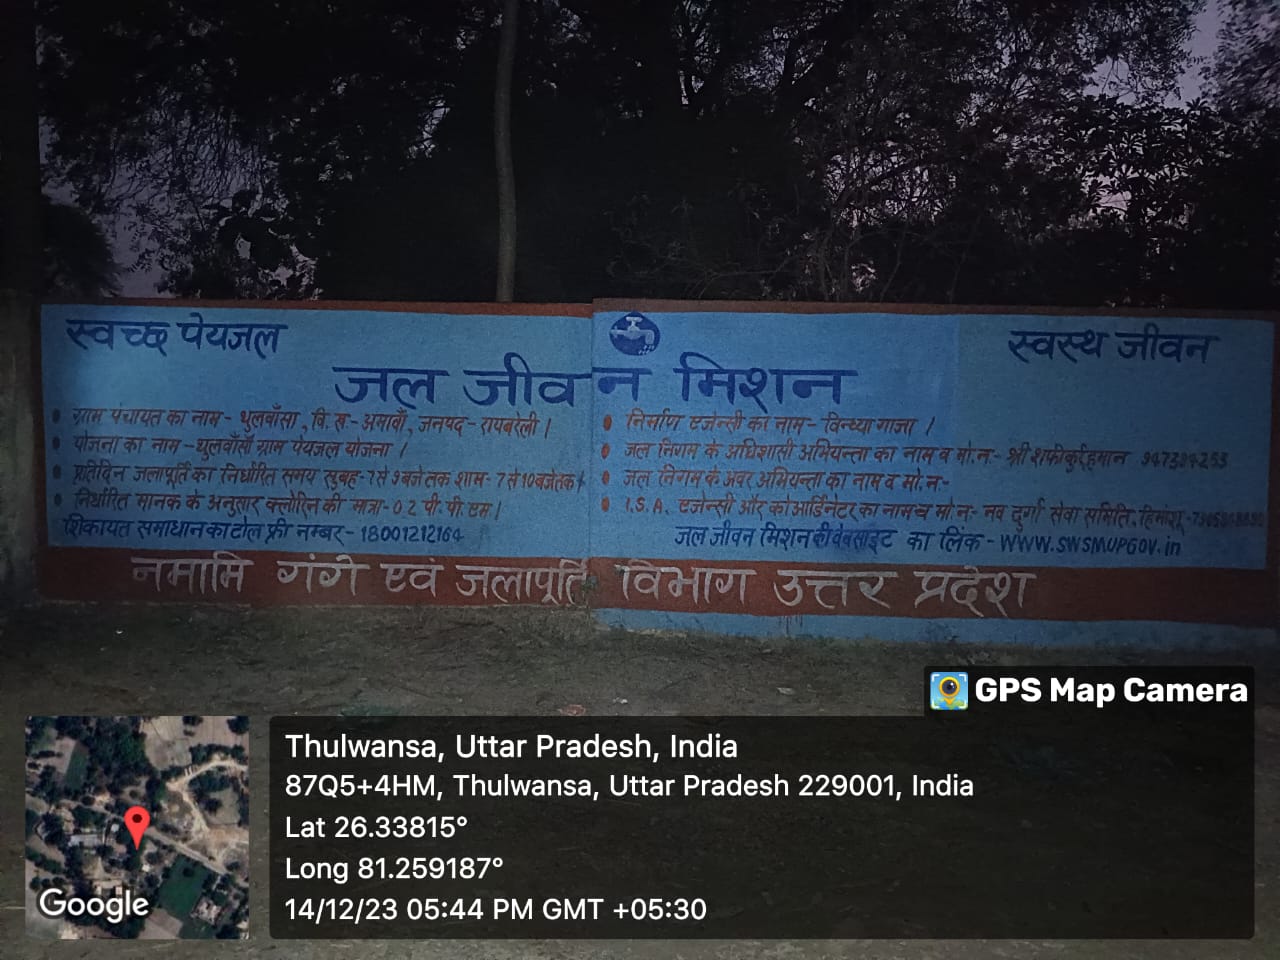 स्वच्छ पेयजल
स्वस्थ जीवन
जल जीवन मिशन
ग्राम पंचायत का नाम- थुलवाँसा, वि. ख.- अमावाँ, जनपद- रायबरेली।
योजना का नाम- थुलवाँसा ग्राम पेयजल योजना।
प्रतिदिन जलापूर्ति का निर्धारित समय सुबह- 7 से 9 बजे तक शाम- 7 से 10 बजे तक।
निर्धारित मानक के अनुसार क्लोरिन की मात्रा- 0.2 पी. पी. एम।
शिकायत समाधान का टोल फ्री नम्बर- 18001212164
निर्माण एजेन्सी का नाम- विन्ध्या गाजा।
जल निगम के अधिशासी अभियन्ता का नाम व मो.न- श्री शफीकुर्रहमान
जल निगम के अवर अभियन्ता का नाम व मो.न-
I.S.A. एजेन्सी और कोआर्डिनेटर का नाम व मो न- नव दुर्गा सेवा समिति. हिमांशु-
जल जीवन मिशन की वेबसाइट का लिंक - WWW.SWSMUPGOV.in
नमामि गंगे एवं जलापूर्ति विभाग उत्तर प्रदेश
GPS Map Camera
Thulwansa, Uttar Pradesh, India
87Q5+4HM, Thulwansa, Uttar Pradesh 229001, India
Lat 26.33815°
Long 81.259187°
14/12/23 05:44 PM GMT +05:30
Google